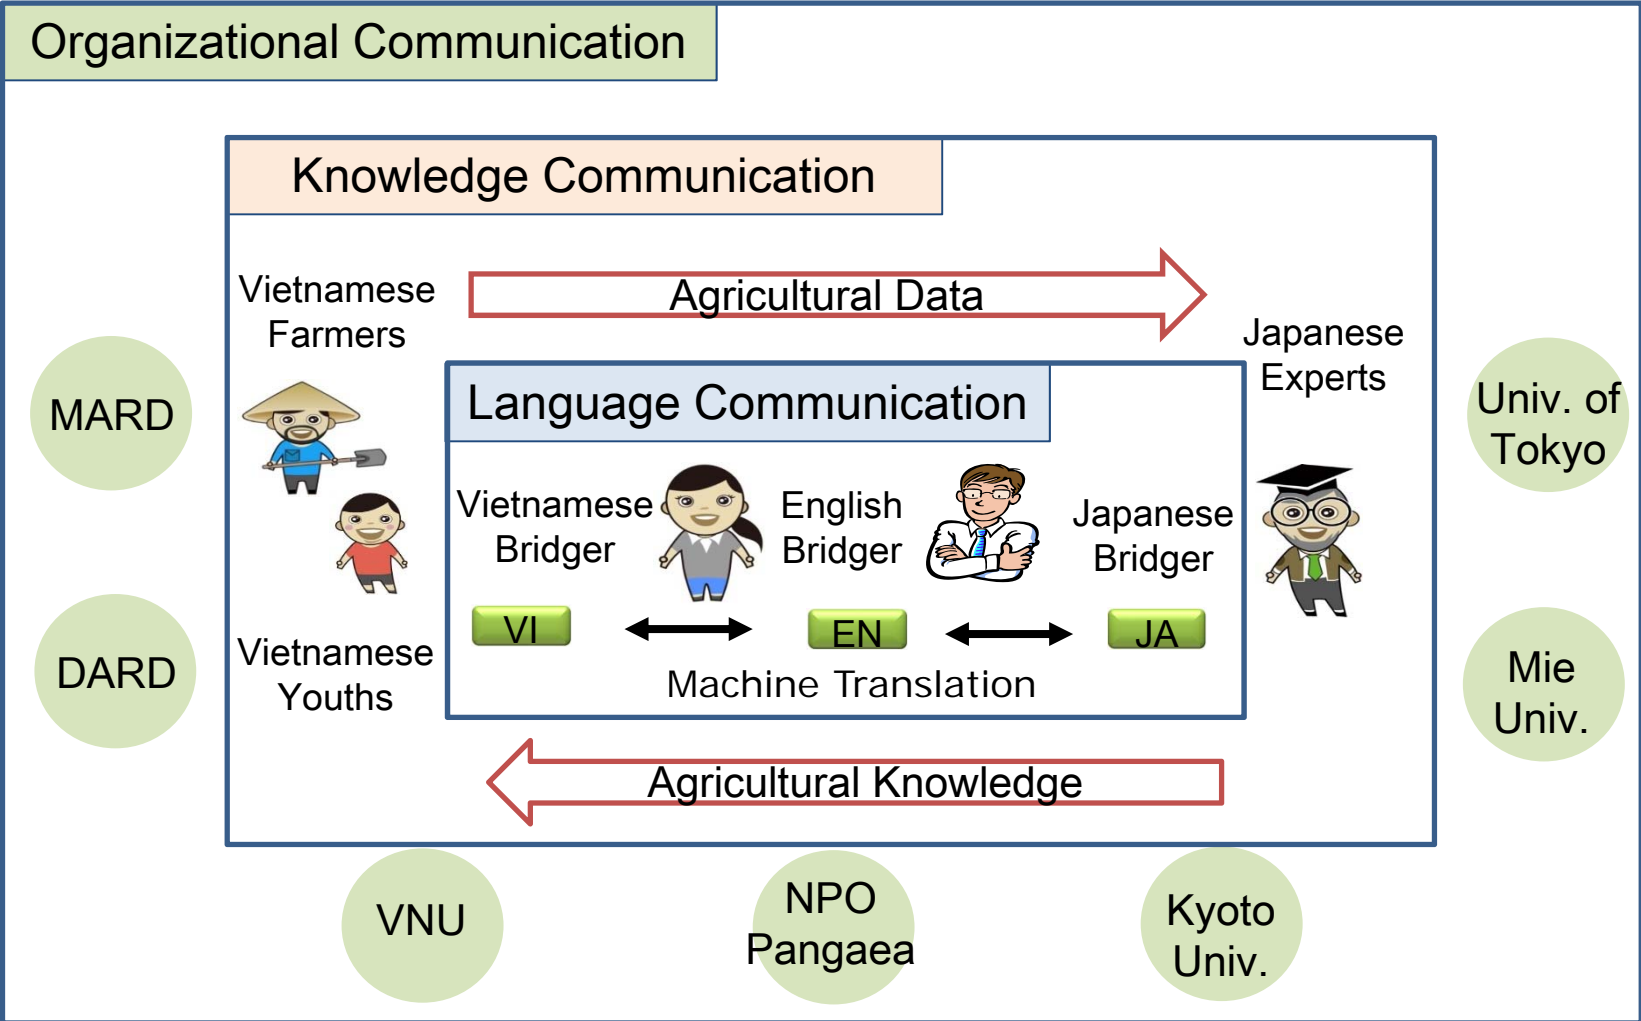 Organizational Communication
Knowledge Communication
Vietnamese
Farmers
Agricultural Data
Japanese
Experts
MARD
Language Communication
Univ. of
Tokyo
Vietnamese
Bridger
English
Bridger
Japanese
Bridger
VI
EN
JA
Machine Translation
DARD
Vietnamese
Youths
Mie
Univ.
Agricultural Knowledge
VNU
NPO
Pangaea
Kyoto
Univ.